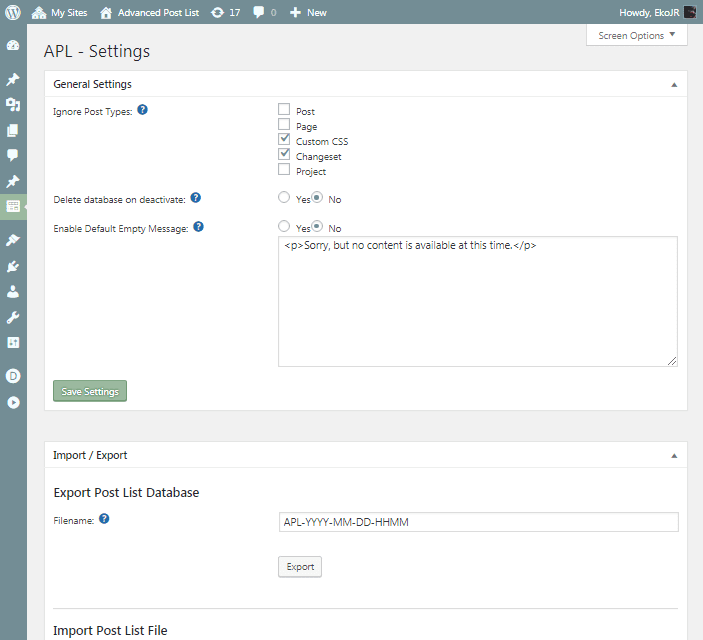 My Sites Advanced Post List 17 0 New Howdy, EkoJR
Screen Options
APL - Settings
General Settings
Ignore Post Types:
Post
Page
Custom CSS
Changeset
Project
Delete database on deactivate: Yes No
Enable Default Empty Message: Yes No
<p>Sorry, but no content is available at this time.</p>
Save Settings
Import / Export
Export Post List Database
Filename: APL-YYYY-MM-DD-HHMM
Export
Import Post List File